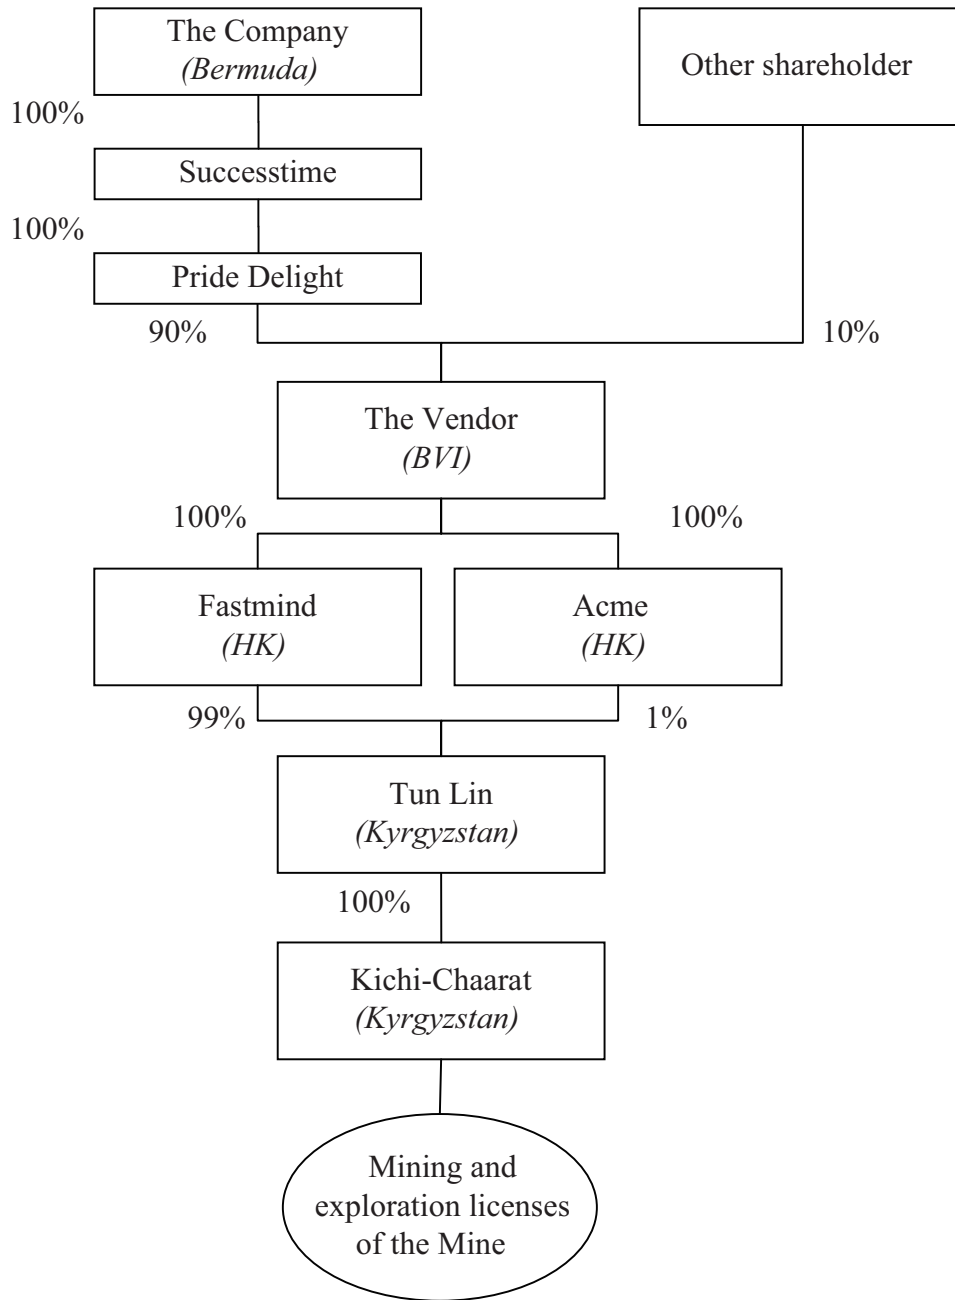 The Company
(Bermuda)
Other shareholder
100%
Successtime
100%
Pride Delight
90%
10%
The Vendor
(BVI)
100%
100%
Fastmind
(HK)
Acme
(HK)
99%
1%
Tun Lin
(Kyrgyzstan)
100%
Kichi-Chaarat
(Kyrgyzstan)
Mining and
exploration licenses
of the Mine